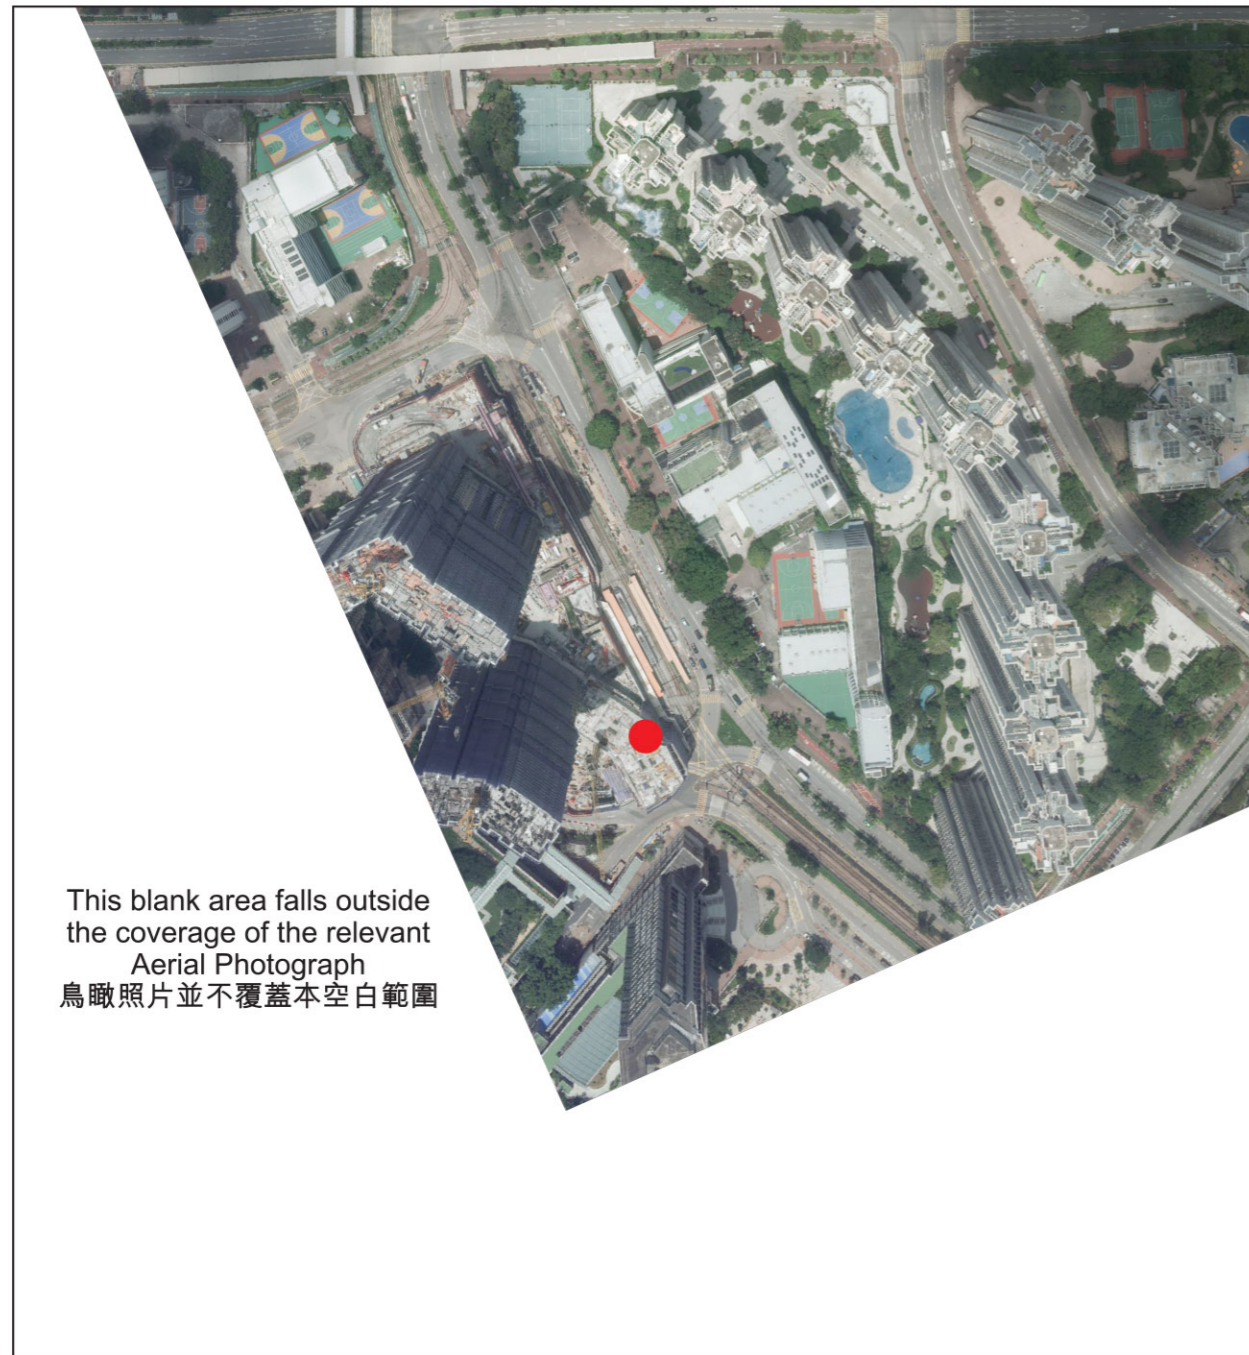 This blank area falls outside
the coverage of the relevant
Aerial Photograph
鳥瞰照片並不覆蓋本空白範圍